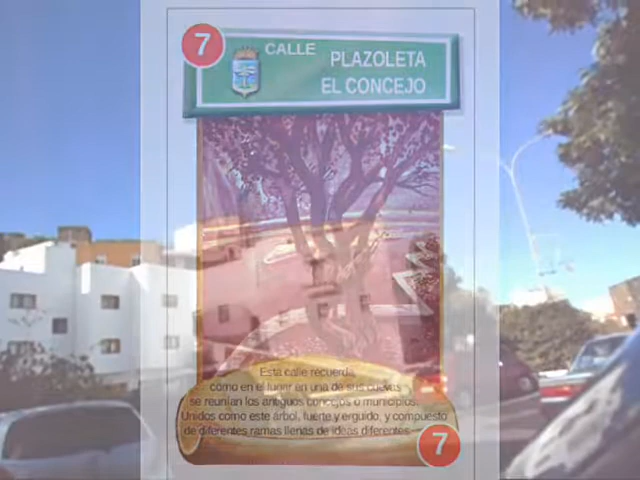 7
CALLE
PLAZOLETA
EL CONCEJO
Esta calle recuerda,
como en el lugar en una de sus cuevas
se reunían los antiguos concejos o municipios.
Unidos como este árbol, fuerte y erguido, y compuesto
de diferentes ramas llenas de ideas diferentes
7